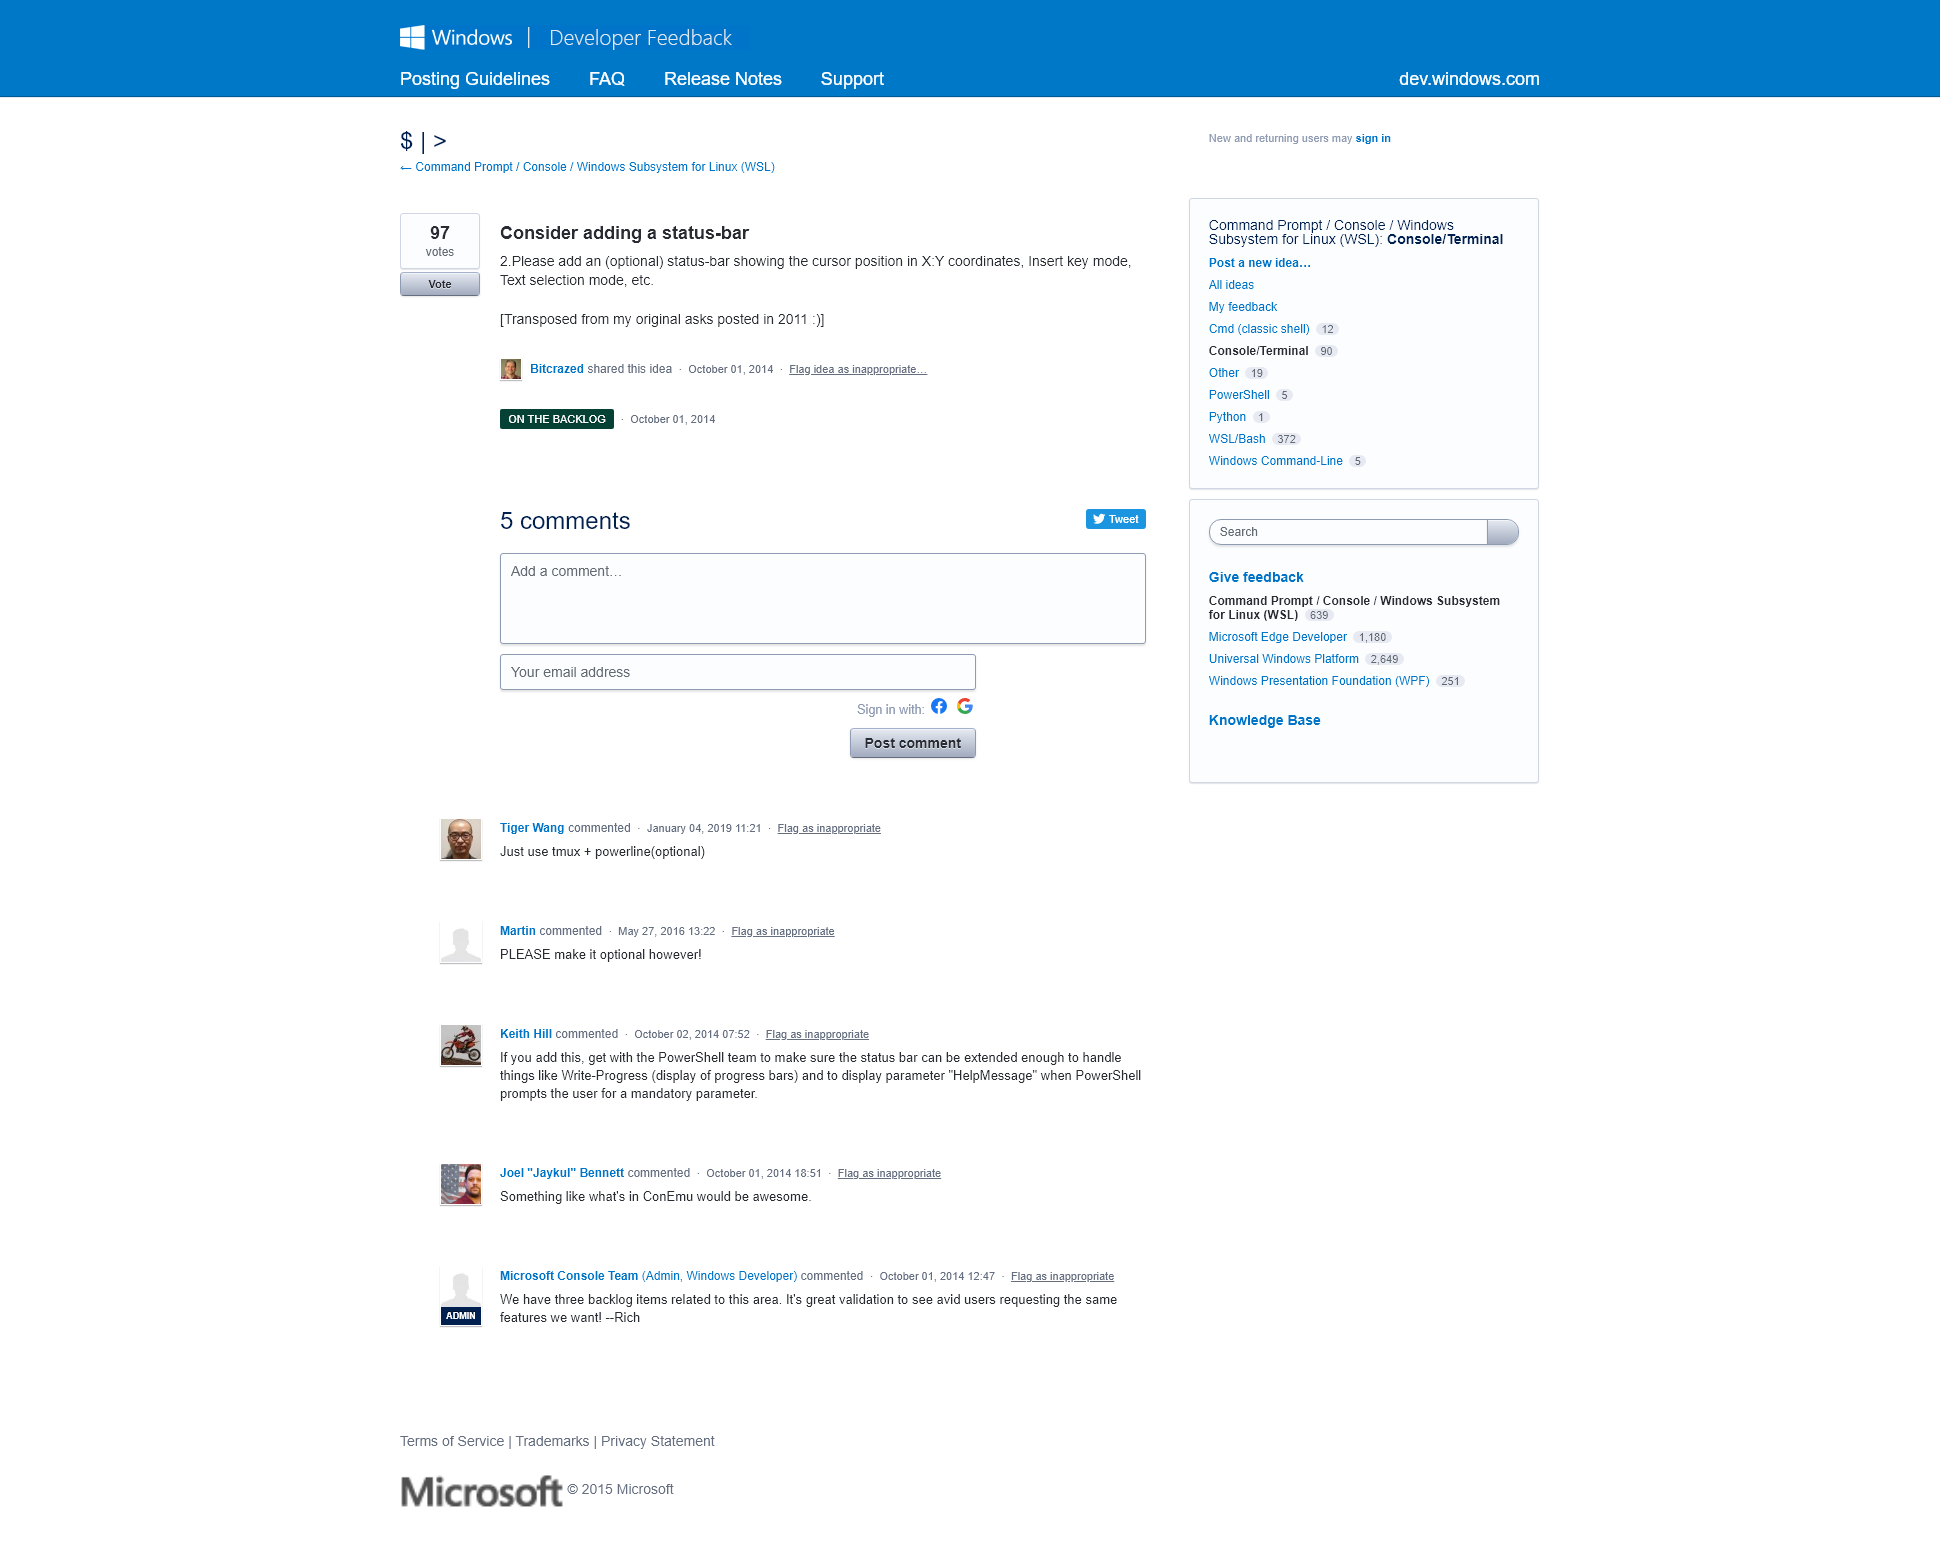 Windows | Developer Feedback
Posting Guidelines FAQ Release Notes Support dev.windows.com
$ | >
← Command Prompt / Console / Windows Subsystem for Linux (WSL)
New and returning users may sign in
97
votes
Vote
Consider adding a status-bar
2.Please add an (optional) status-bar showing the cursor position in X:Y coordinates, Insert key mode,
Text selection mode, etc.
[Transposed from my original asks posted in 2011 :)]
Bitcrazed shared this idea · October 01, 2014 · Flag idea as inappropriate…
ON THE BACKLOG · October 01, 2014
5 comments
Tweet
Add a comment…
Your email address
Sign in with:
Post comment
Tiger Wang commented · January 04, 2019 11:21 · Flag as inappropriate
Just use tmux + powerline(optional)
Martin commented · May 27, 2016 13:22 · Flag as inappropriate
PLEASE make it optional however!
Keith Hill commented · October 02, 2014 07:52 · Flag as inappropriate
If you add this, get with the PowerShell team to make sure the status bar can be extended enough to handle
things like Write-Progress (display of progress bars) and to display parameter "HelpMessage" when PowerShell
prompts the user for a mandatory parameter.
Joel "Jaykul" Bennett commented · October 01, 2014 18:51 · Flag as inappropriate
Something like what's in ConEmu would be awesome.
Microsoft Console Team (Admin, Windows Developer) commented · October 01, 2014 12:47 · Flag as inappropriate
ADMIN
We have three backlog items related to this area. It's great validation to see avid users requesting the same
features we want! --Rich
Command Prompt / Console / Windows
Subsystem for Linux (WSL): Console/Terminal
Post a new idea…
All ideas
My feedback
Cmd (classic shell) 12
Console/Terminal 90
Other 19
PowerShell 5
Python 1
WSL/Bash 372
Windows Command-Line 5
Search
Give feedback
Command Prompt / Console / Windows Subsystem
for Linux (WSL) 639
Microsoft Edge Developer 1,180
Universal Windows Platform 2,649
Windows Presentation Foundation (WPF) 251
Knowledge Base
Terms of Service | Trademarks | Privacy Statement
Microsoft © 2015 Microsoft